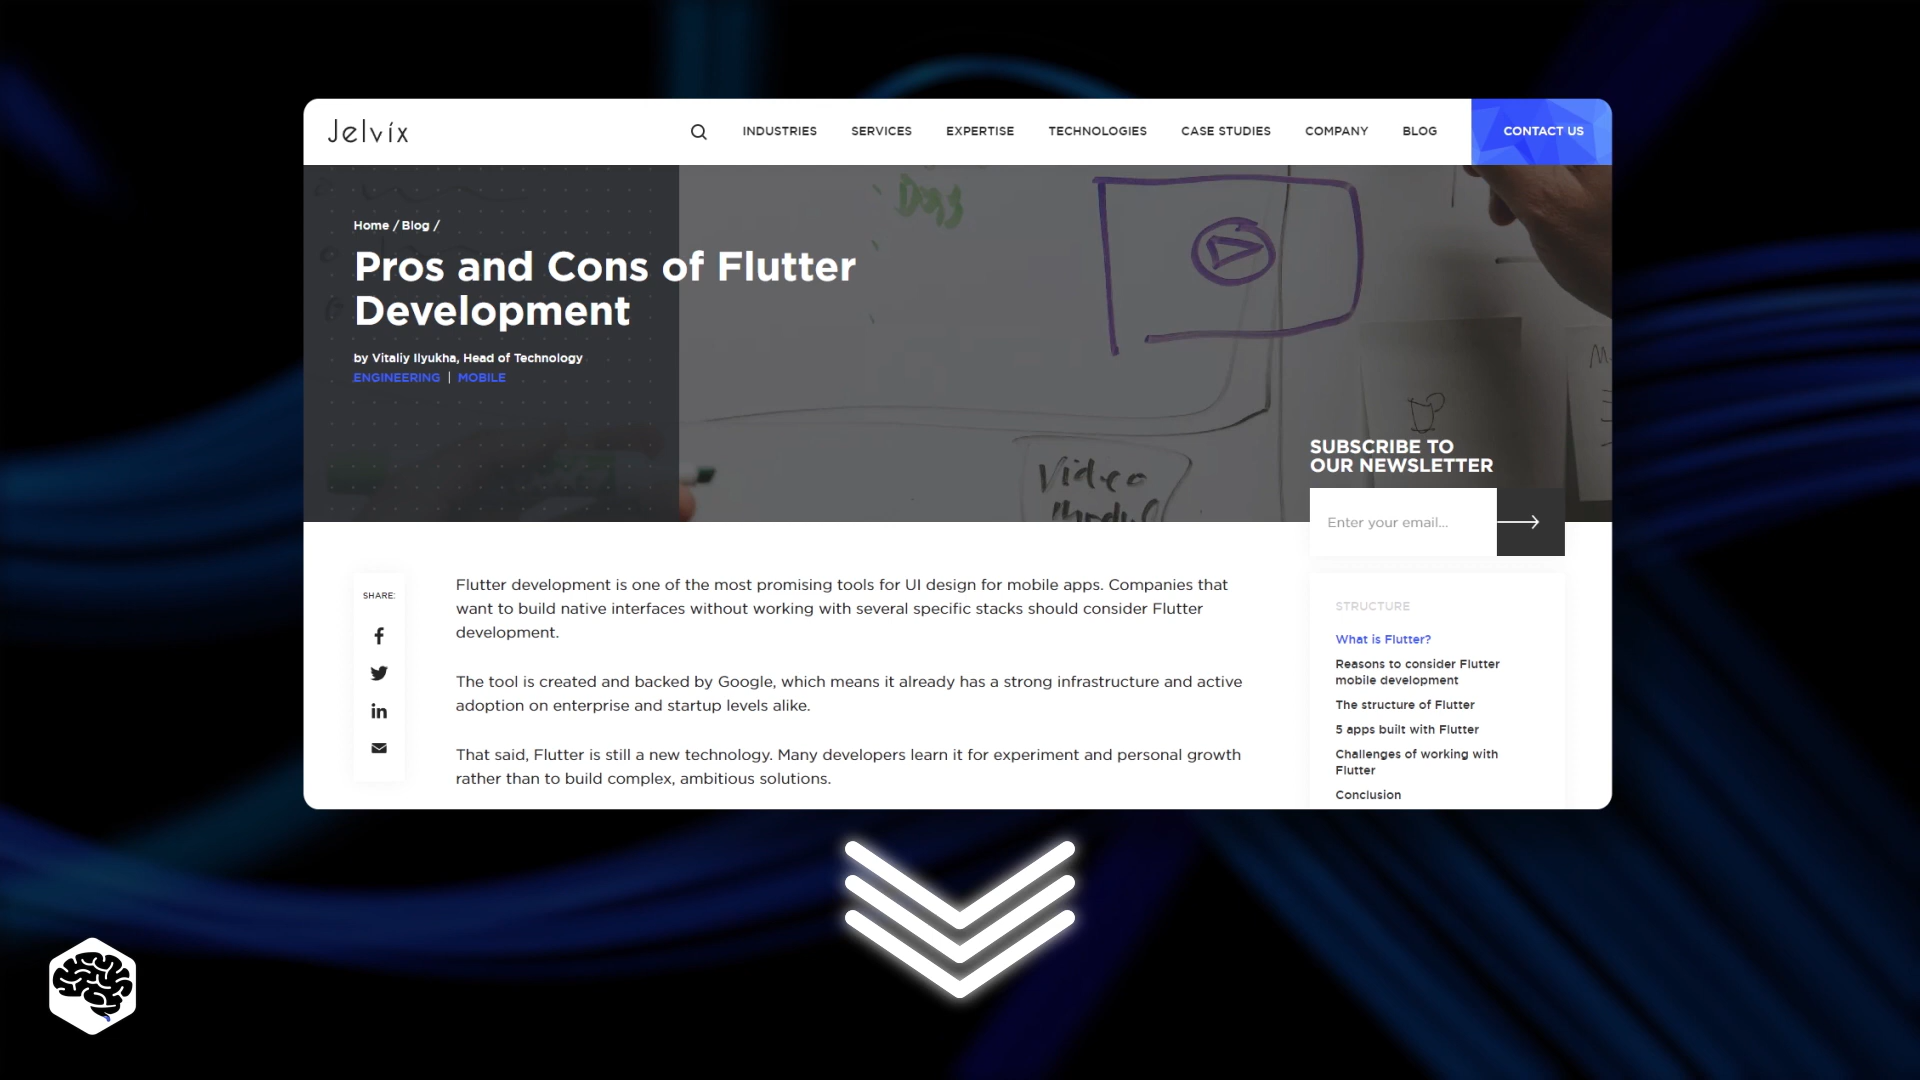 Jelvix
INDUSTRIES
SERVICES
EXPERTISE
TECHNOLOGIES
CASE STUDIES
COMPANY
BLOG
CONTACT US
Home / Blog /
Pros and Cons of Flutter
Development
by Vitaliy Ilyukha, Head of Technology
ENGINEERING | MOBILE
Days
Video
SUBSCRIBE TO
OUR NEWSLETTER
Enter your email...
SHARE:
Flutter development is one of the most promising tools for UI design for mobile apps. Companies that
want to build native interfaces without working with several specific stacks should consider Flutter
development.
The tool is created and backed by Google, which means it already has a strong infrastructure and active
adoption on enterprise and startup levels alike.
That said, Flutter is still a new technology. Many developers learn it for experiment and personal growth
rather than to build complex, ambitious solutions.
STRUCTURE
What is Flutter?
Reasons to consider Flutter
mobile development
The structure of Flutter
5 apps built with Flutter
Challenges of working with
Flutter
Conclusion